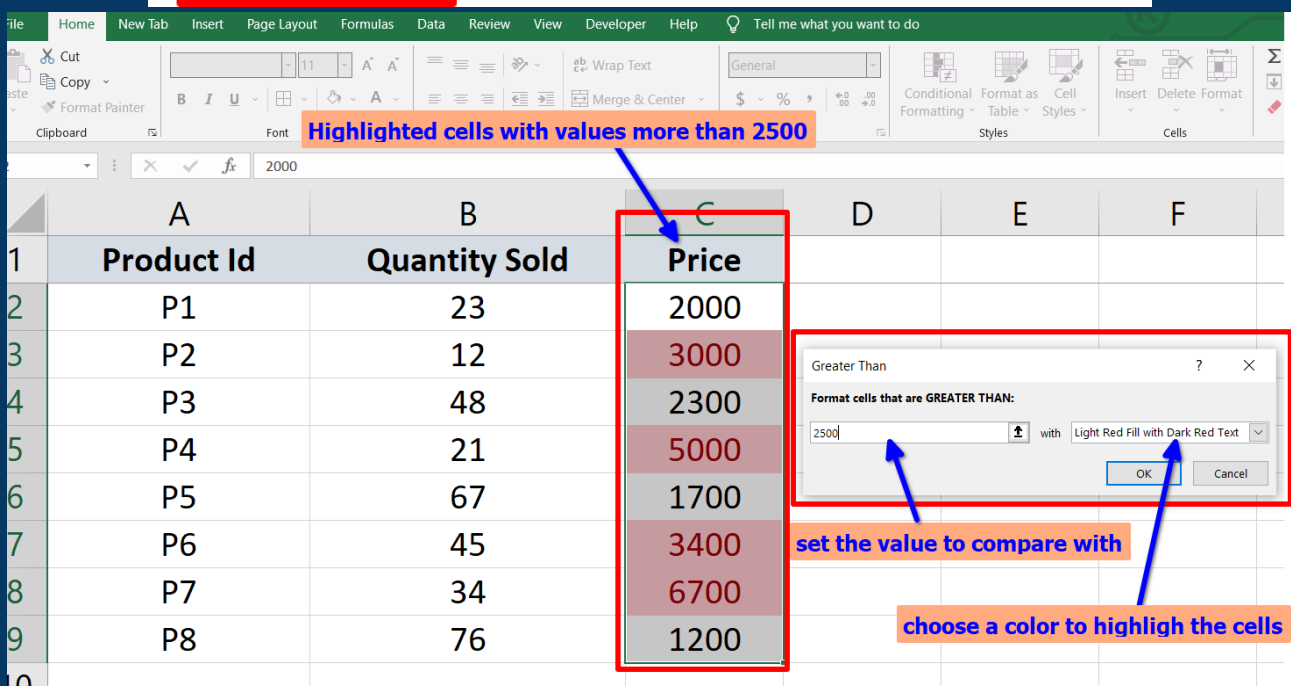 File Home New Tab Insert Page Layout Formulas Data Review View Developer Help Tell me what you want to do
Cut
Copy
Format Painter
Clipboard
11 A A
B I U A
Font
ab Wrap Text
Merge & Center
General
$ % , .00
Conditional Formatting
Format as Table
Cell Styles
Styles
Insert Delete Format
Cells
Σ
Highlighted cells with values more than 2500
fx 2000
A B C D E F
1 Product Id Quantity Sold Price
2 P1 23 2000
3 P2 12 3000
4 P3 48 2300
5 P4 21 5000
6 P5 67 1700
7 P6 45 3400
8 P7 34 6700
9 P8 76 1200
10
Greater Than ? ×
Format cells that are GREATER THAN:
2500 with Light Red Fill with Dark Red Text
OK Cancel
set the value to compare with
choose a color to highligh the cells